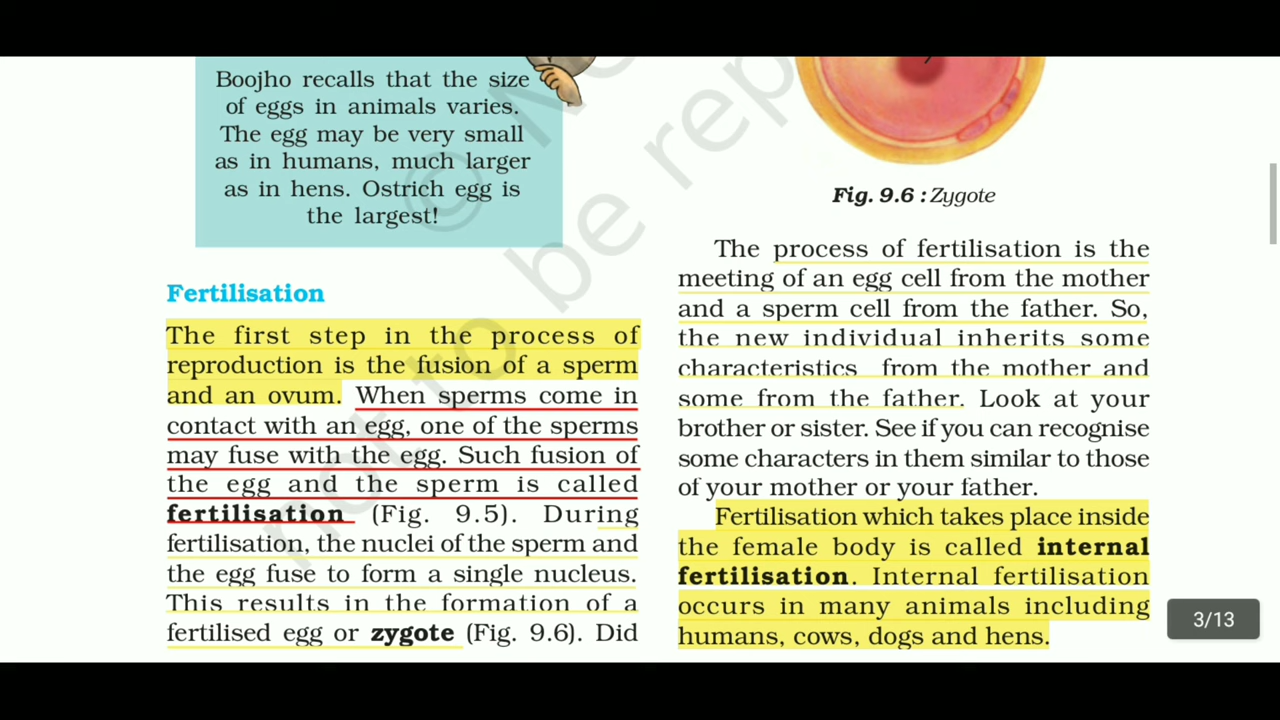 Boojho recalls that the size
of eggs in animals varies.
The egg may be very small
as in humans, much larger
as in hens. Ostrich egg is
the largest!
Fertilisation
The first step in the process of
reproduction is the fusion of a sperm
and an ovum. When sperms come in
contact with an egg, one of the sperms
may fuse with the egg. Such fusion of
the egg and the sperm is called
fertilisation (Fig. 9.5). During
fertilisation, the nuclei of the sperm and
the egg fuse to form a single nucleus.
This results in the formation of a
fertilised egg or zygote (Fig. 9.6). Did
Fig. 9.6 : Zygote
The process of fertilisation is the
meeting of an egg cell from the mother
and a sperm cell from the father. So,
the new individual inherits some
characteristics from the mother and
some from the father. Look at your
brother or sister. See if you can recognise
some characters in them similar to those
of your mother or your father.
Fertilisation which takes place inside
the female body is called internal
fertilisation. Internal fertilisation
occurs in many animals including
humans, cows, dogs and hens.
3/13
©
not to be rep